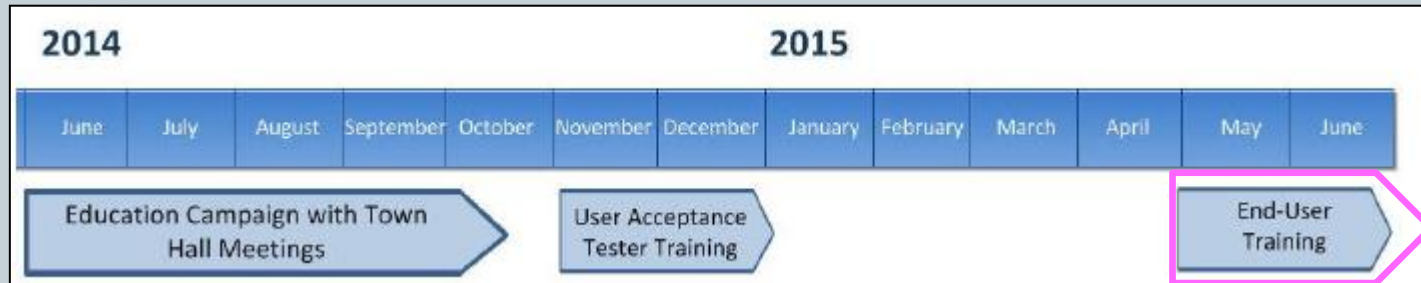 2014 2015
June July August September October November December January February March April May June
Education Campaign with Town
Hall Meetings
User Acceptance
Tester Training
End-User
Training